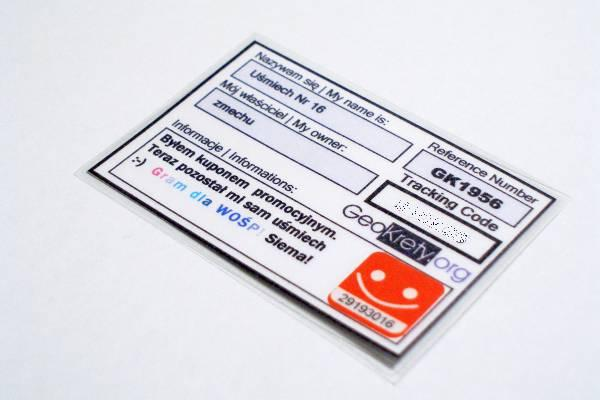 Nazywam się | My name is:
Uśmiech Nr 16
Mój właściciel | My owner:
zmechu
Reference Number
GK1956
Tracking Code
Informacje | Informations:
Byłem kuponem promocyjnym.
Teraz pozostał mi sam uśmiech
:-) Gram dla WOŚP! Siema!
GeoKrety.org
29193016